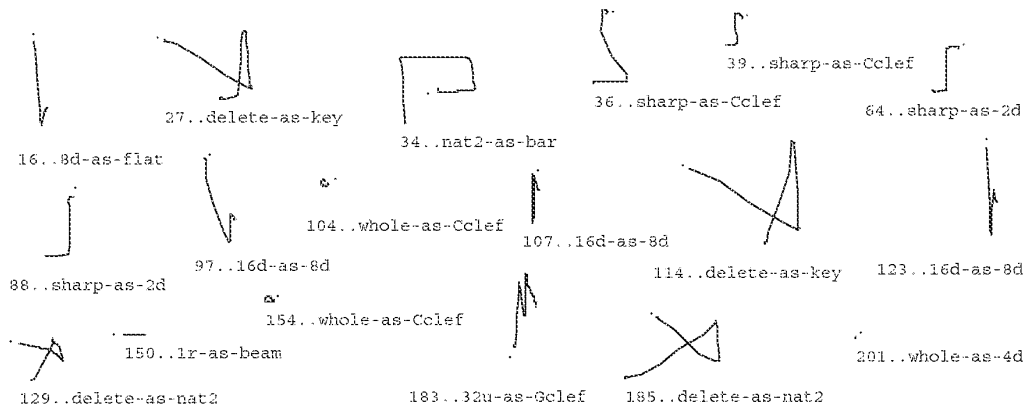 39..sharp-as-Cclef
36..sharp-as-Cclef
27..delete-as-key
64..sharp-as-2d
34..nat2-as-bar
16..8d-as-flat
104..whole-as-Cclef
107..16d-as-8d
97..16d-as-8d
114..delete-as-key
123..16d-as-8d
88..sharp-as-2d
154..whole-as-Cclef
150..1r-as-beam
201..whole-as-4d
129..delete-as-nat2
183..32u-as-Gclef
185..delete-as-nat2